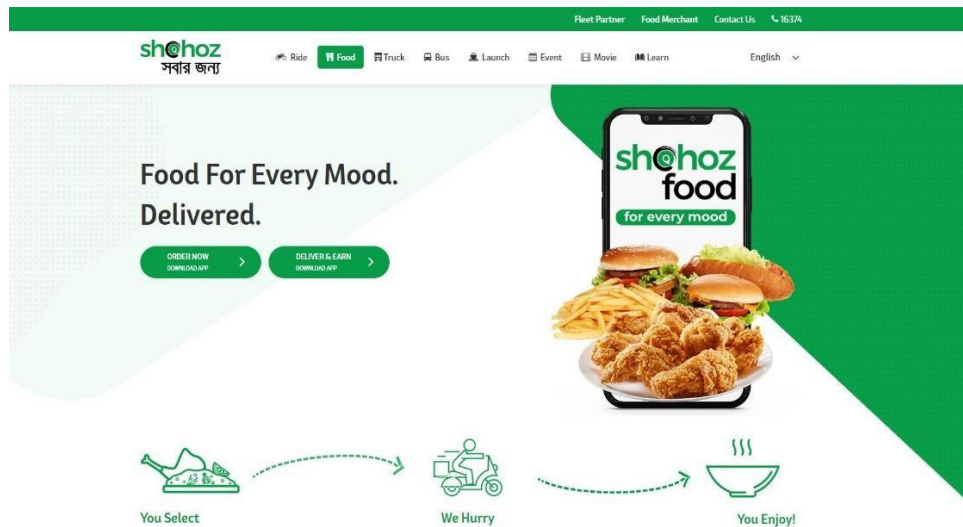 Fleet Partner Food Merchant Contact Us 16374
shohoz
সবার জন্য
Ride Food Truck Bus Launch Event Movie Learn English
Food For Every Mood.
Delivered.
ORDER NOW
DOWNLOAD APP
DELIVER & EARN
DOWNLOAD APP
shohoz
food
for every mood
You Select We Hurry You Enjoy!